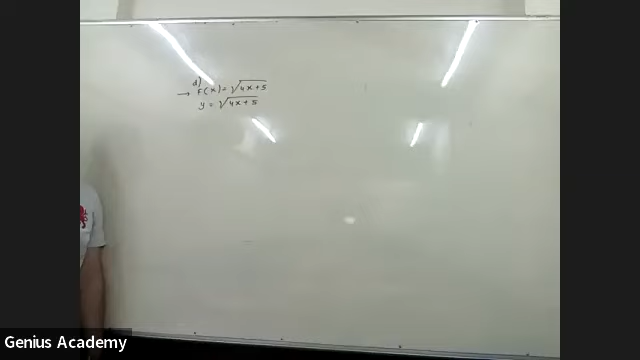 d)
→ F(x) = √4x+5
y = √4x+5
Genius Academy